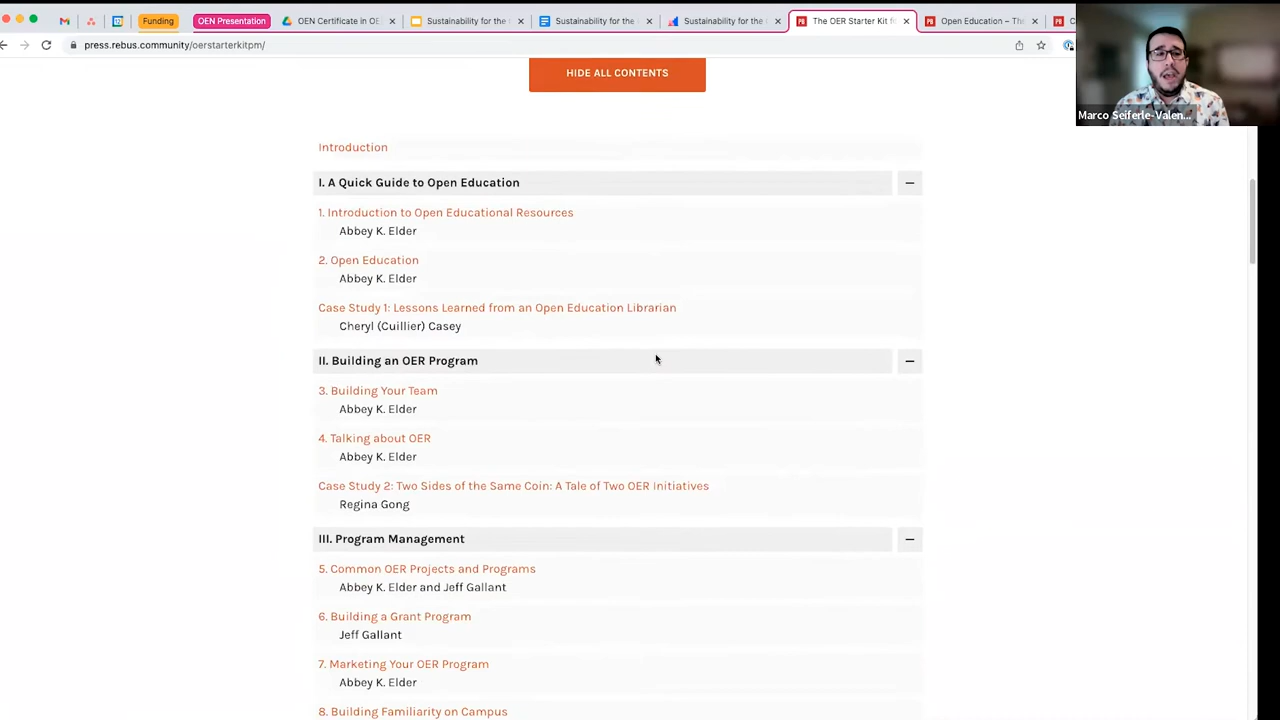 Funding
OEN Presentation
OEN Certificate in OE
Sustainability for the
Sustainability for the
Sustainability for the
The OER Starter Kit fo
Open Education – The
press.rebus.community/oerstarterkitpm/
Marco Seiferle-Valen...
HIDE ALL CONTENTS
Introduction
I. A Quick Guide to Open Education
1. Introduction to Open Educational Resources
Abbey K. Elder
2. Open Education
Abbey K. Elder
Case Study 1: Lessons Learned from an Open Education Librarian
Cheryl (Cuillier) Casey
II. Building an OER Program
3. Building Your Team
Abbey K. Elder
4. Talking about OER
Abbey K. Elder
Case Study 2: Two Sides of the Same Coin: A Tale of Two OER Initiatives
Regina Gong
III. Program Management
5. Common OER Projects and Programs
Abbey K. Elder and Jeff Gallant
6. Building a Grant Program
Jeff Gallant
7. Marketing Your OER Program
Abbey K. Elder
8. Building Familiarity on Campus